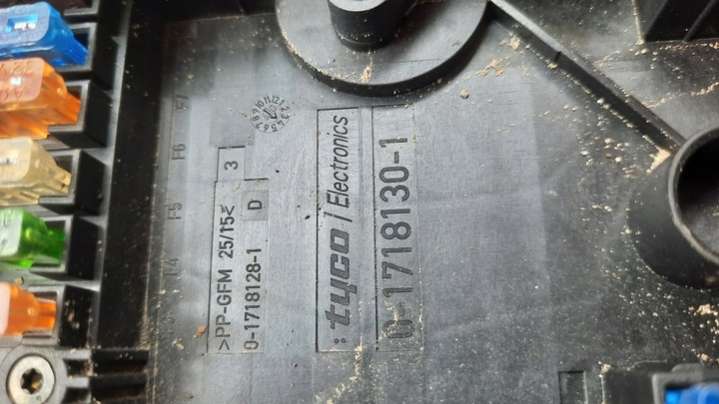 >PP-GFM 25/15<
3
0-1718128-1
D
tyco / Electronics
0-1718130-1
F7
F6
F5
F4